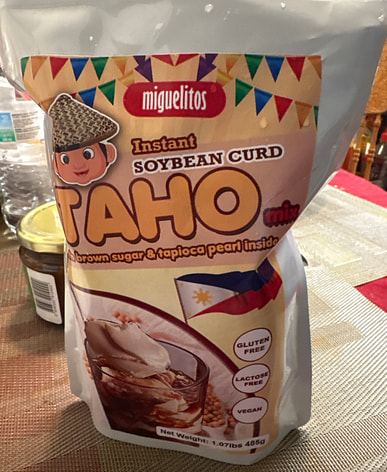 miguelitos
Instant
SOYBEAN CURD
TAHO
mix
brown sugar & tapioca pearl inside
GLUTEN
FREE
LACTOSE
FREE
VEGAN
Net Weight: 1.07lbs 485g